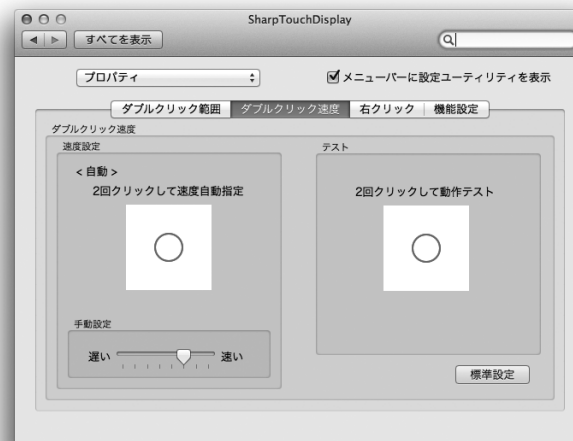 SharpTouchDisplay
すべてを表示
プロパティ
メニューバーに設定ユーティリティを表示
ダブルクリック範囲 ダブルクリック速度 右クリック 機能設定
ダブルクリック速度
速度設定
<自動>
2回クリックして速度自動指定
手動設定
遅い 速い
テスト
2回クリックして動作テスト
標準設定